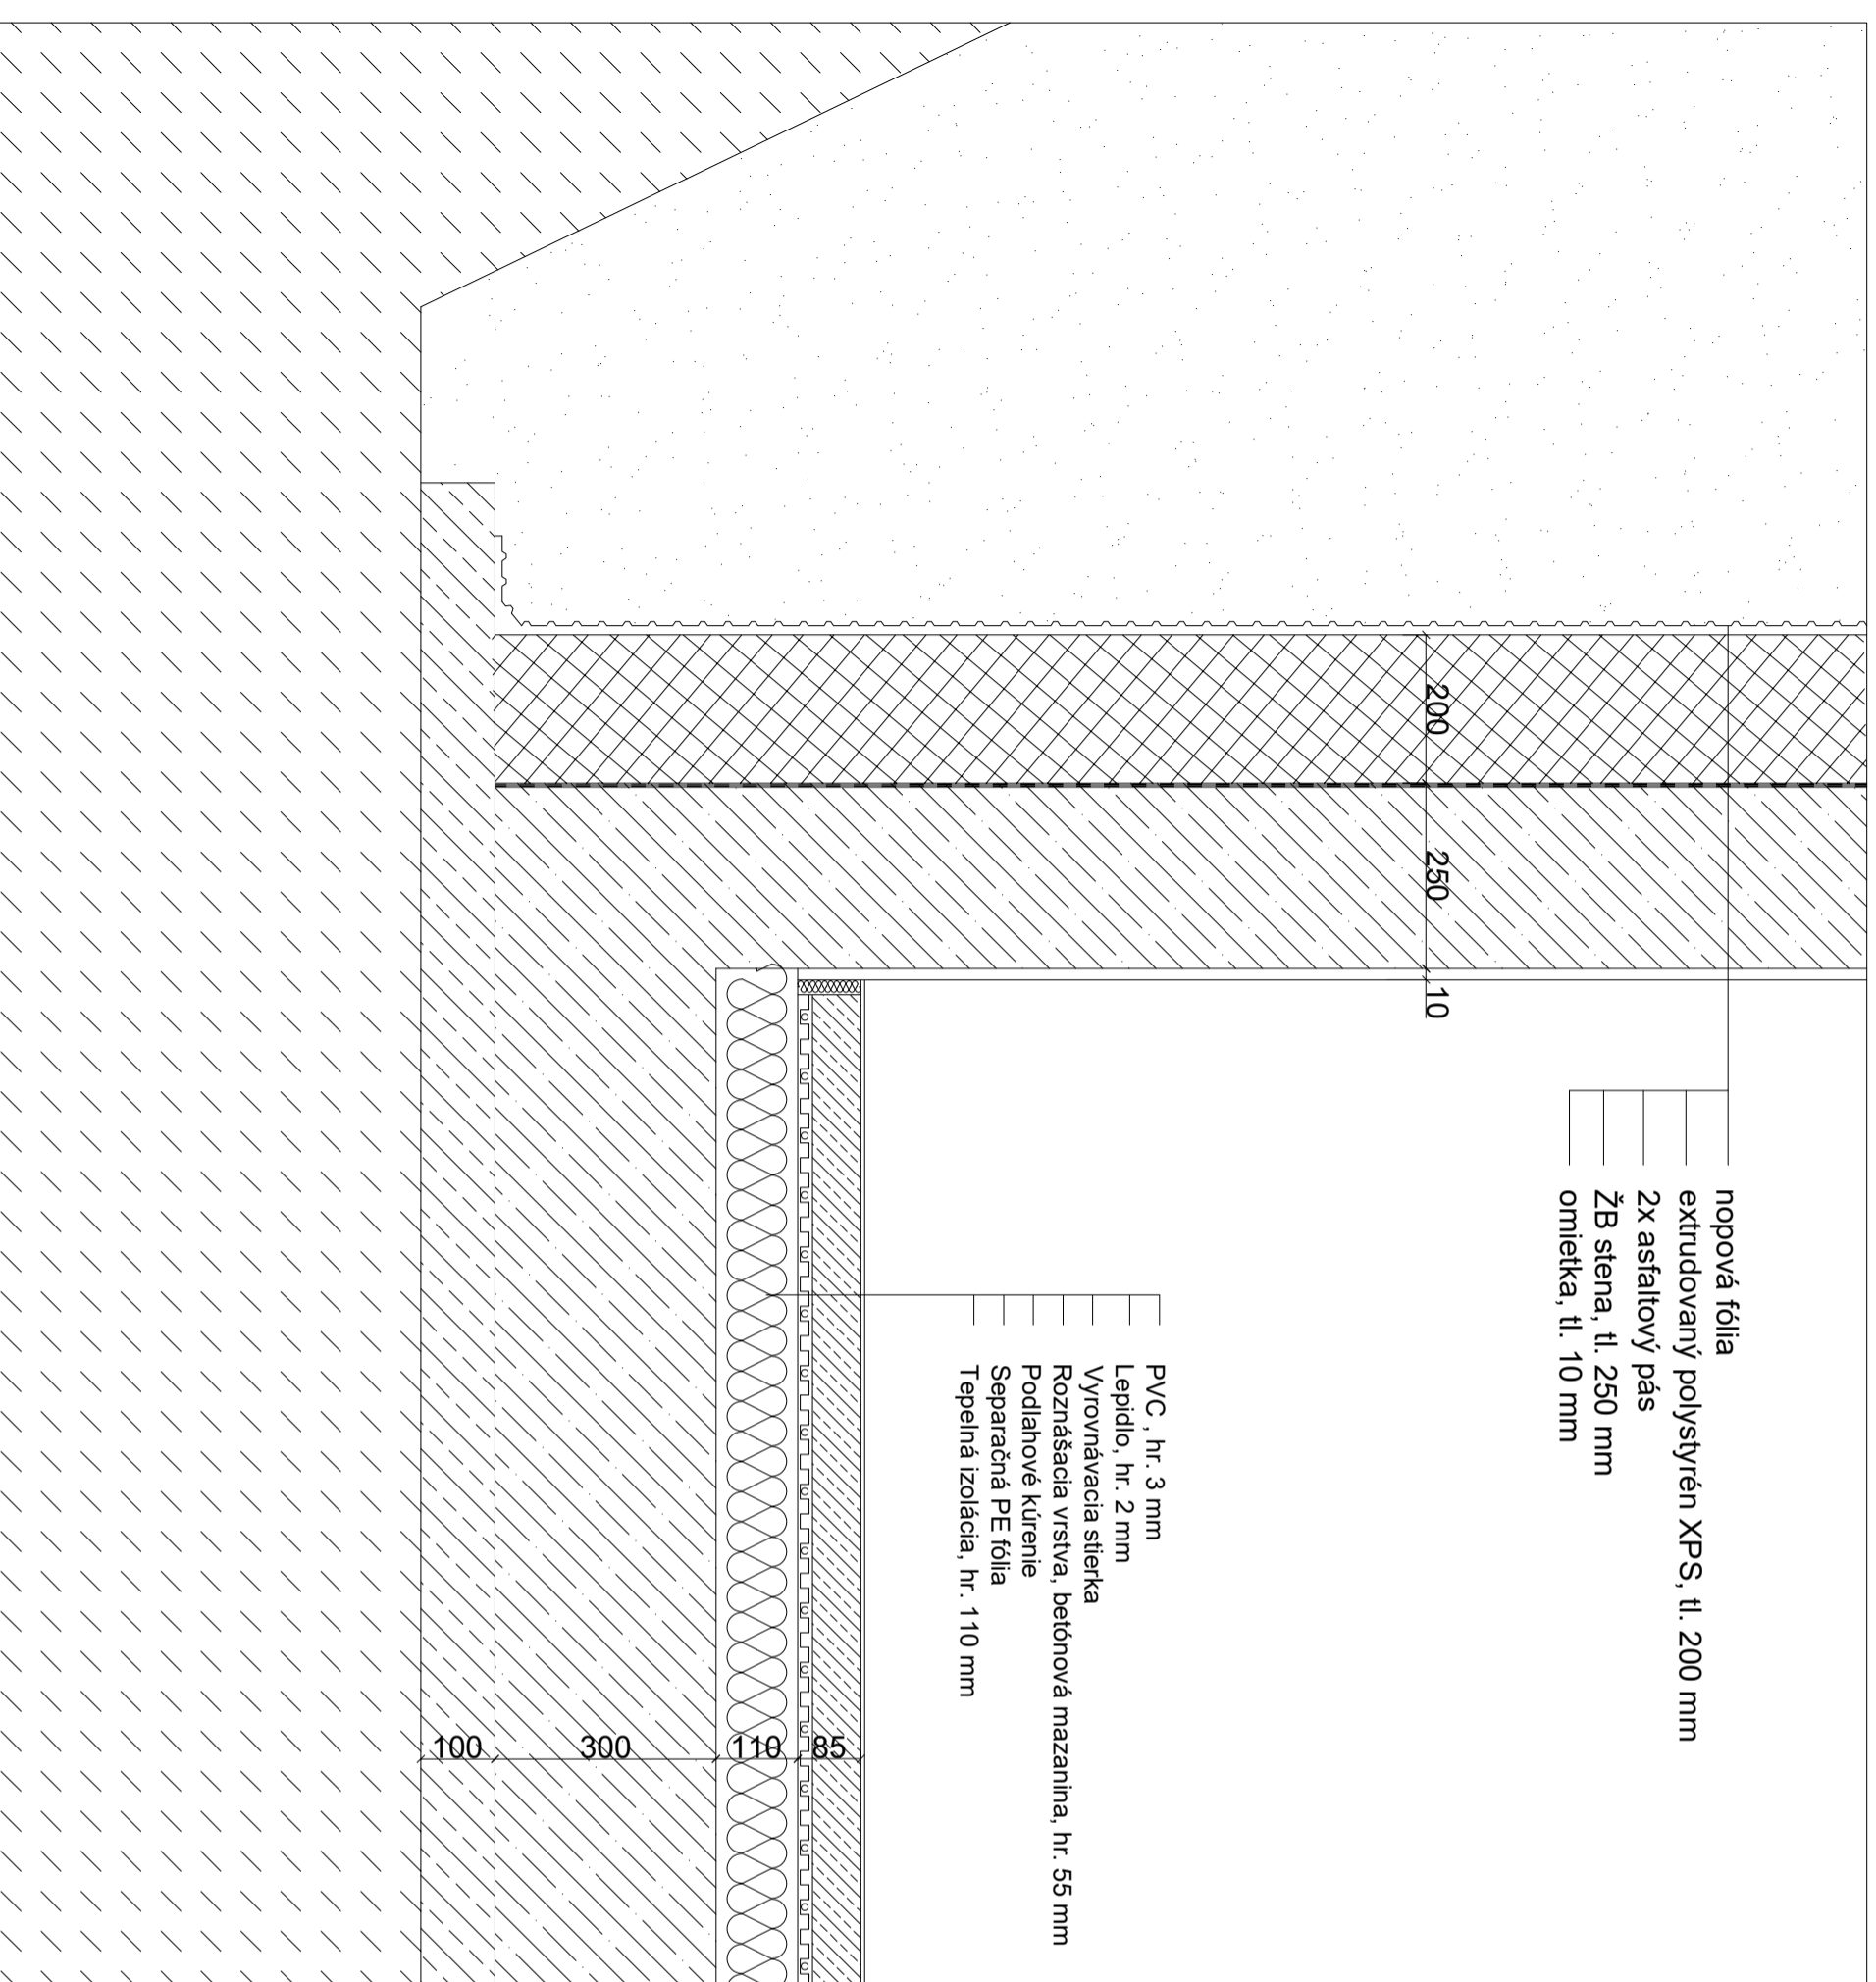 nopová fólia
extrudovaný polystyrén XPS, tl. 200 mm
2x asfaltový pás
ŽB stena, tl. 250 mm
omietka, tl. 10 mm
200
250
10
PVC , hr. 3 mm
Lepidlo, hr. 2 mm
Vyrovnávacia stierka
Roznášacia vrstva, betónová mazanina, hr. 55 mm
Podlahové kúrenie
Separačná PE fólia
Tepelná izolácia, hr. 110 mm
85
110
300
100